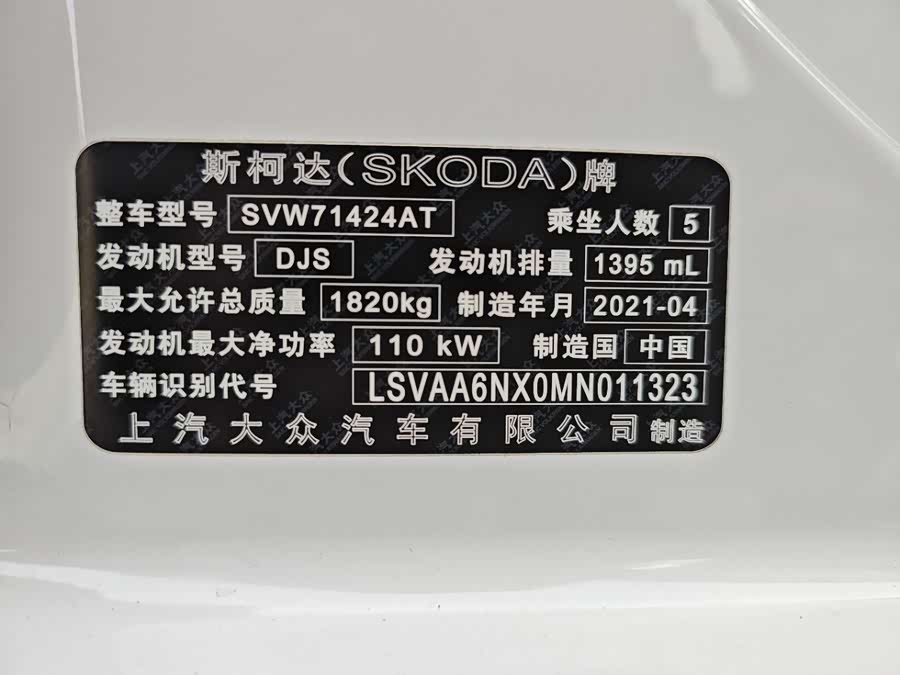 斯柯达(SKODA)牌
整车型号 SVW71424AT 乘坐人数 5
发动机型号 DJS 发动机排量 1395 mL
最大允许总质量 1820kg 制造年月 2021-04
发动机最大净功率 110 kW 制造国 中国
车辆识别代号 LSVAA6NX0MN011323
上汽大众汽车有限公司 制造